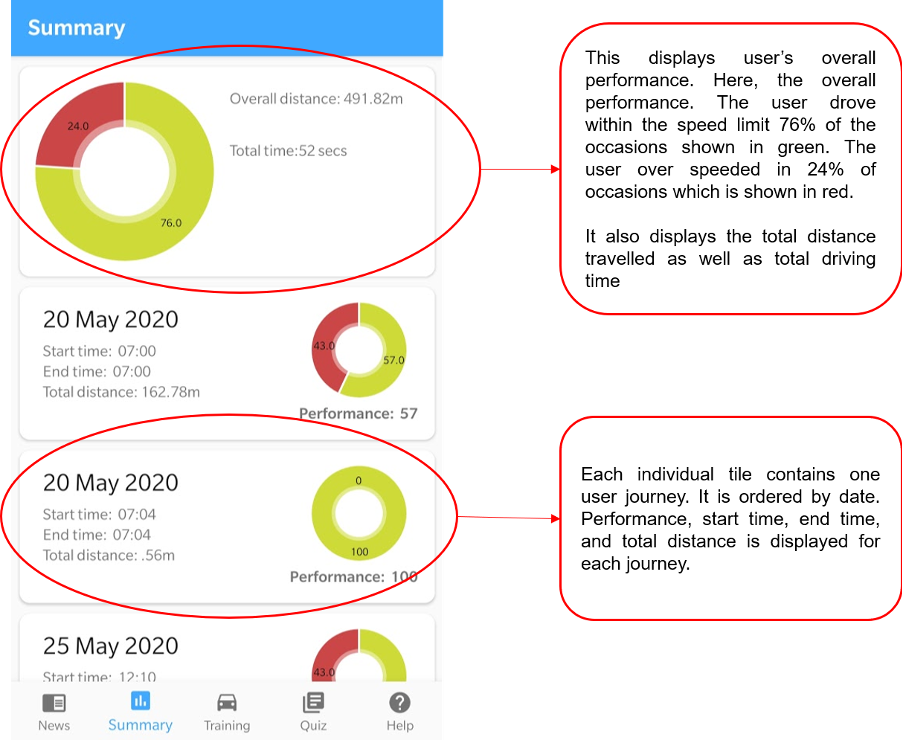 Summary
24.0
76.0
Overall distance: 491.82m
Total time:52 secs
20 May 2020
Start time: 07:00
End time: 07:00
Total distance: 162.78m
43.0
57.0
Performance: 57
20 May 2020
Start time: 07:04
End time: 07:04
Total distance: .56m
0
100
Performance: 100
25 May 2020
Start time: 12:10
43.0
News
Summary
Training
Quiz
Help
This displays user's overall
performance. Here, the overall
performance. The user drove
within the speed limit 76% of the
occasions shown in green. The
user over speeded in 24% of
occasions which is shown in red.
It also displays the total distance
travelled as well as total driving
time
Each individual tile contains one
user journey. It is ordered by date.
Performance, start time, end time,
and total distance is displayed for
each journey.